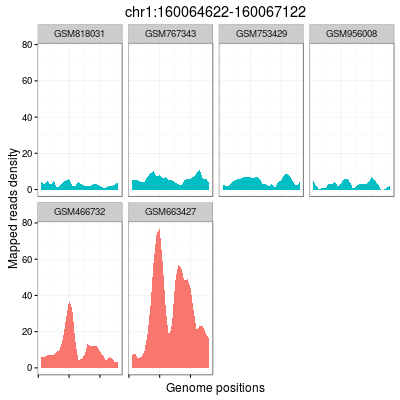 chr1:160064622-160067122
GSM818031 GSM767343 GSM753429 GSM956008
80
60
40
20
0
Mapped reads density
GSM466732 GSM663427
80
60
40
20
0
Genome positions